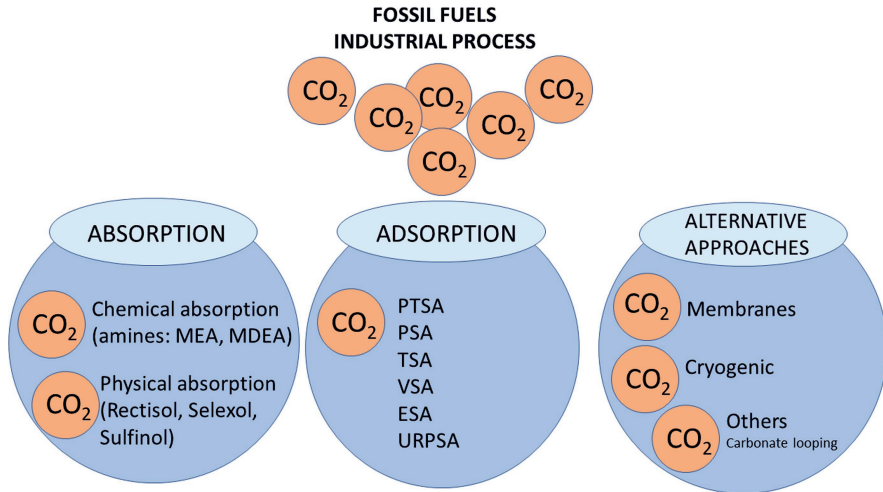 FOSSIL FUELS
INDUSTRIAL PROCESS
CO2
CO2
CO2
CO2
CO2
CO2
ABSORPTION
CO2
Chemical absorption
(amines: MEA, MDEA)
CO2
Physical absorption
(Rectisol, Selexol,
Sulfinol)
ADSORPTION
CO2
PTSA
PSA
TSA
VSA
ESA
URPSA
ALTERNATIVE
APPROACHES
CO2
Membranes
CO2
Cryogenic
CO2
Others
Carbonate looping